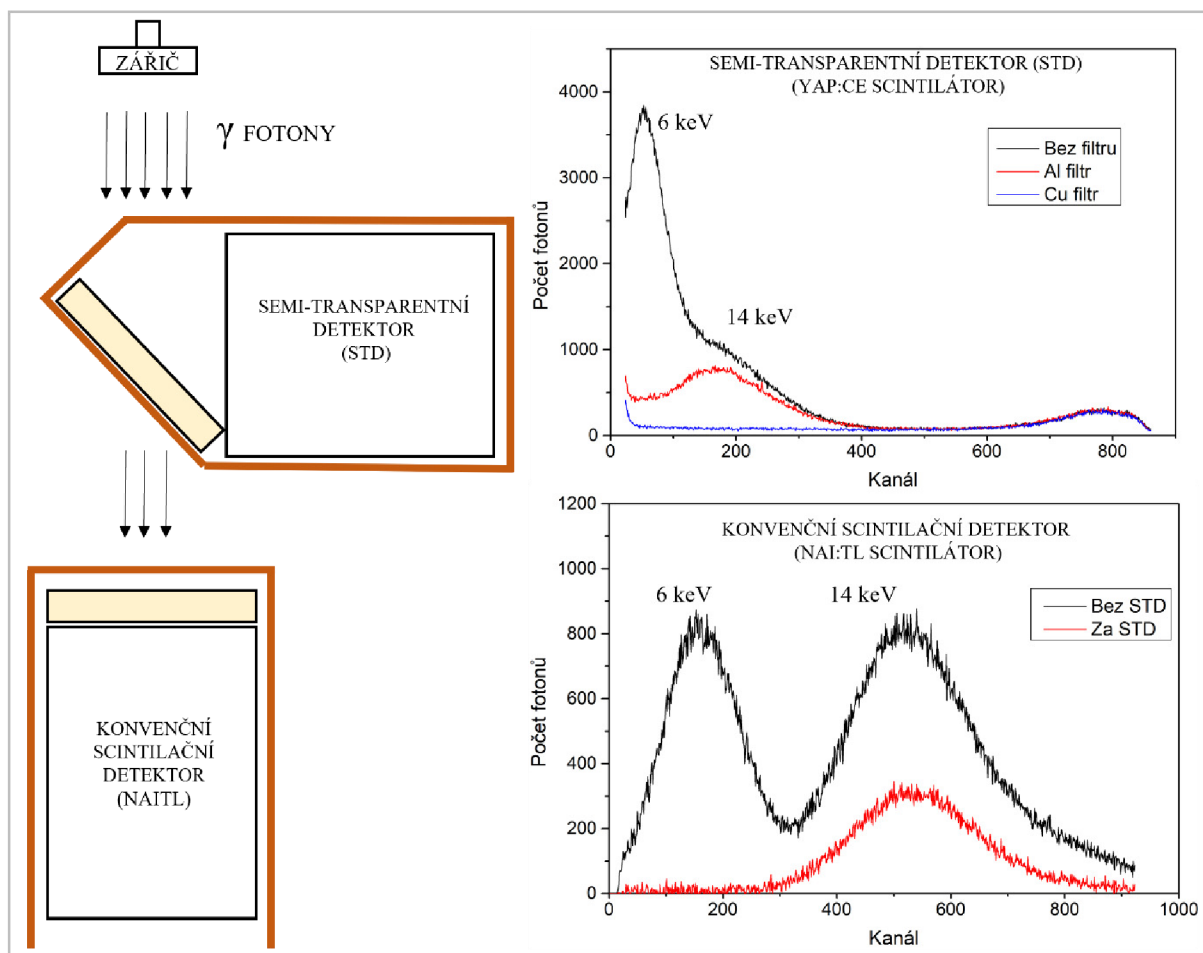 ZÁŘIČ
γ FOTONY
SEMI-TRANSPARENTNÍ
DETEKTOR
(STD)
KONVENČNÍ
SCINTILAČNÍ
DETEKTOR
(NAITL)
SEMI-TRANSPARENTNÍ DETEKTOR (STD)
(YAP:CE SCINTILÁTOR)
6 keV
14 keV
Bez filtru
Al filtr
Cu filtr
Počet fotonů
4000
3000
2000
1000
0
0 200 400 600 800
Kanál
KONVENČNÍ SCINTILAČNÍ DETEKTOR
(NAI:TL SCINTILÁTOR)
6 keV
14 keV
Bez STD
Za STD
Počet fotonů
1200
1000
800
600
400
200
0
0 200 400 600 800 1000
Kanál